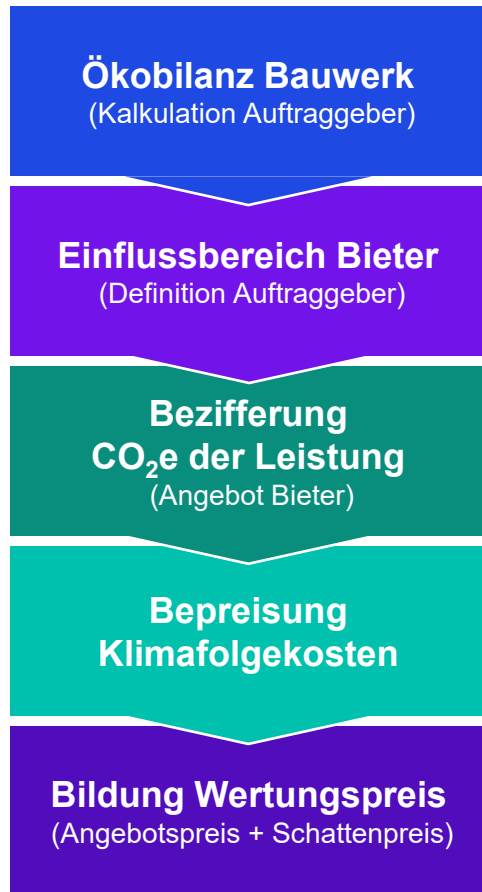 Ökobilanz Bauwerk
(Kalkulation Auftraggeber)
Einflussbereich Bieter
(Definition Auftraggeber)
Bezifferung
CO₂e der Leistung
(Angebot Bieter)
Bepreisung
Klimafolgekosten
Bildung Wertungspreis
(Angebotspreis + Schattenpreis)